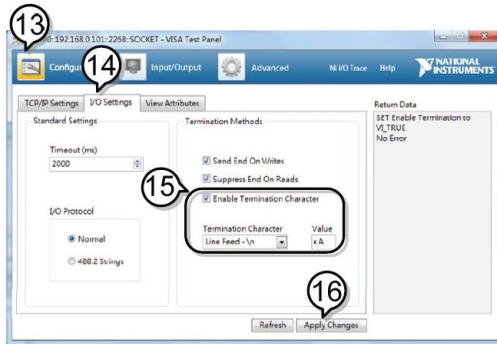 13
0::192.168.0.101::2268::SOCKET - VISA Test Panel
14
Input/Output
Advanced
NI I/O Trace
Help
NATIONAL INSTRUMENTS
TCP/IP Settings
I/O Settings
View Attributes
Return Data
Standard Settings
Termination Methods
SET Enable Termination to
VI_TRUE
No Error
Timeout (ms)
2000
Send End On Writes
Suppress End On Reads
15
Enable Termination Character
I/O Protocol
Termination Character
Value
Line Feed - \n
x A
Normal
488.2 Strings
16
Refresh
Apply Changes